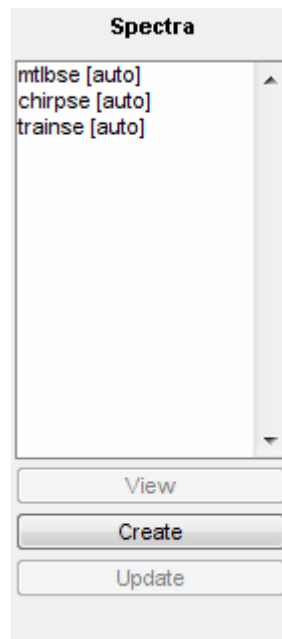 Spectra
mtlbse [auto]
chirpse [auto]
trainse [auto]
View
Create
Update